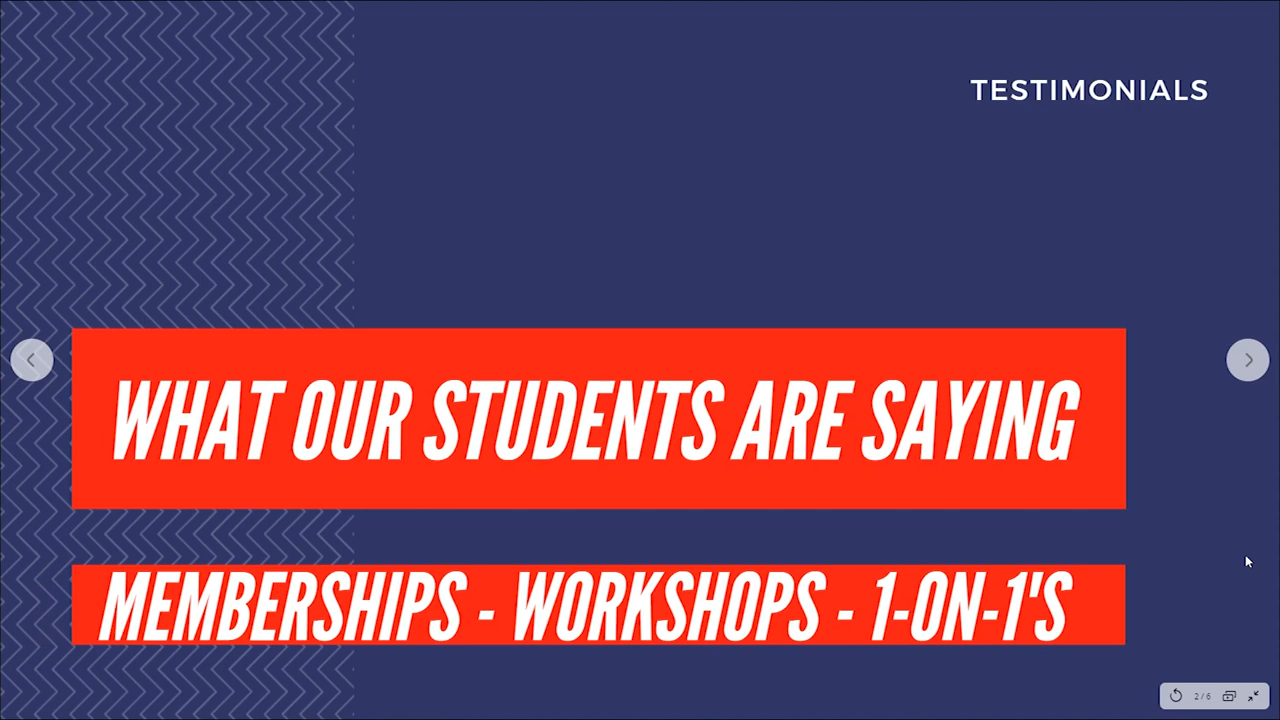 TESTIMONIALS
WHAT OUR STUDENTS ARE SAYING
MEMBERSHIPS - WORKSHOPS - 1-ON-1'S
2 / 6